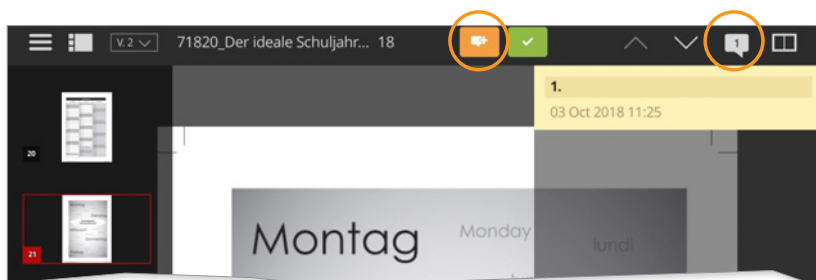 V. 2 71820_Der ideale Schuljahr... 18
1
1.
03 Oct 2018 11:25
20
21
Montag
Monday
lundi